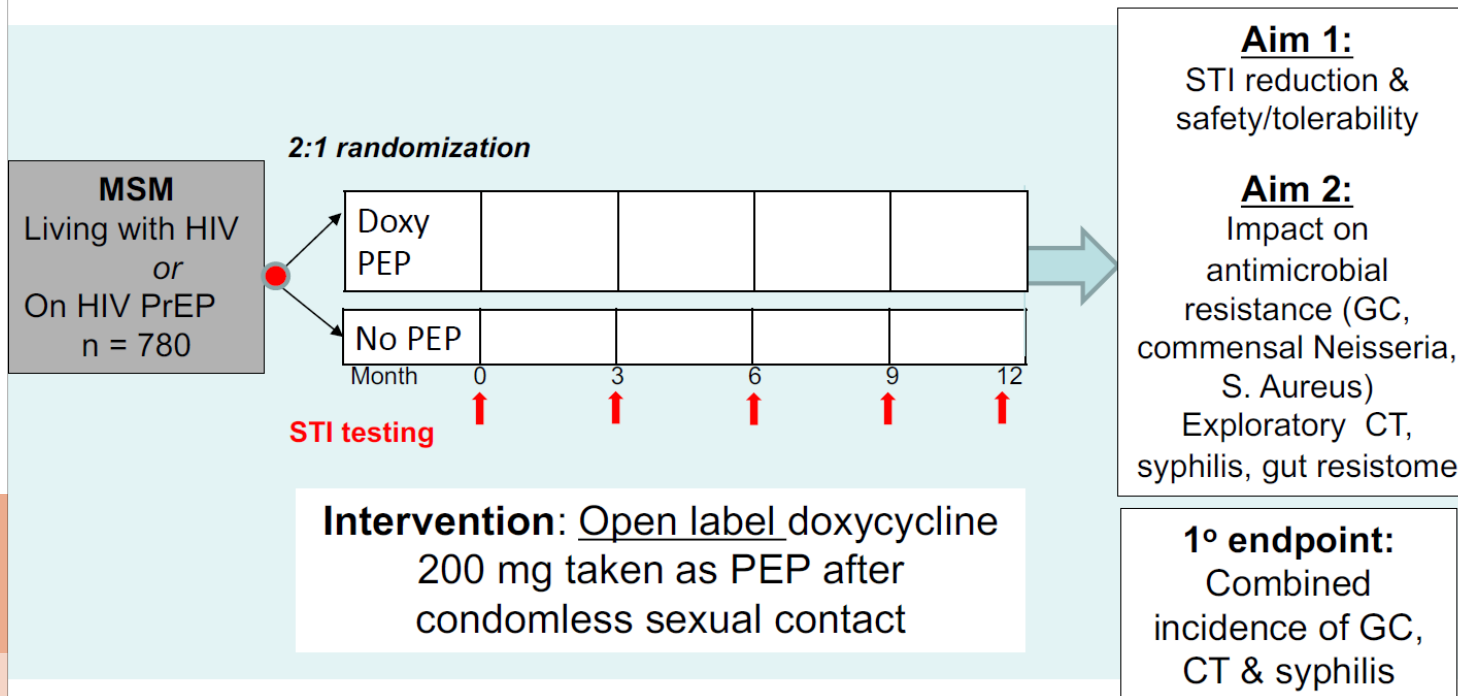 2:1 randomization
MSM
Living with HIV
or
On HIV PrEP
n = 780
Doxy
PEP
No PEP
Month 0 3 6 9 12
STI testing
Intervention: Open label doxycycline
200 mg taken as PEP after
condomless sexual contact
Aim 1:
STI reduction &
safety/tolerability
Aim 2:
Impact on
antimicrobial
resistance (GC,
commensal Neisseria,
S. Aureus)
Exploratory CT,
syphilis, gut resistome
1º endpoint:
Combined
incidence of GC,
CT & syphilis